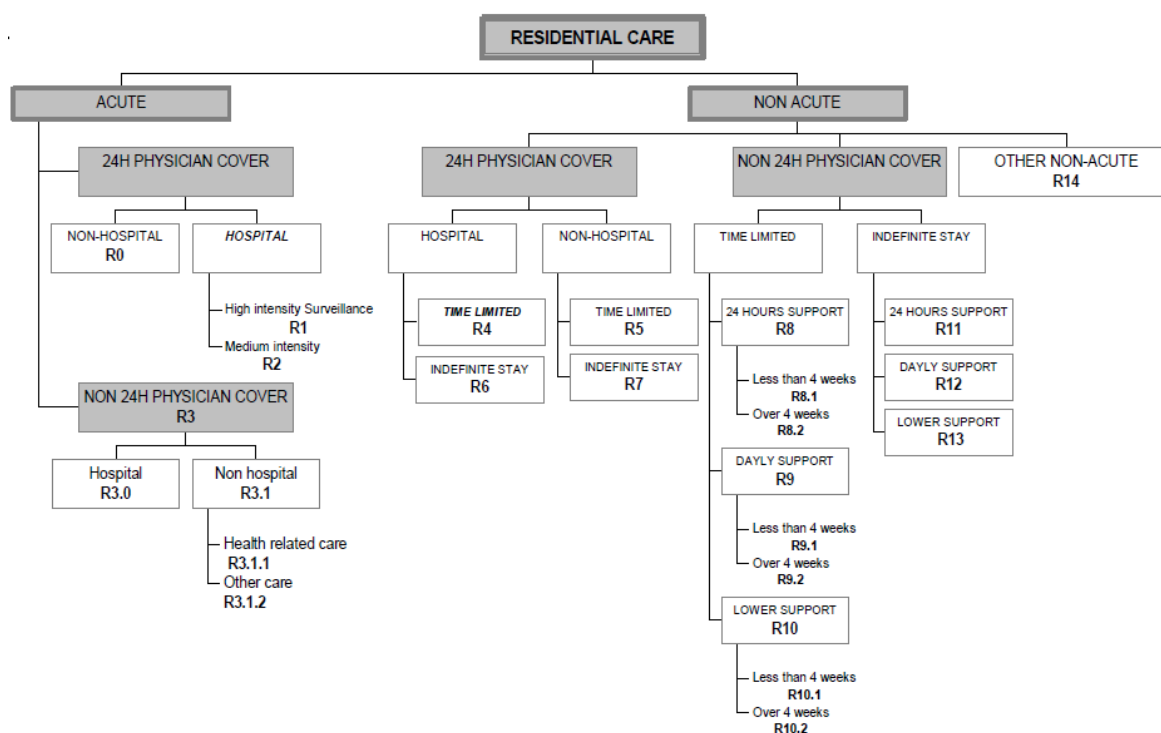 RESIDENTIAL CARE
ACUTE
NON ACUTE
24H PHYSICIAN COVER
24H PHYSICIAN COVER
NON 24H PHYSICIAN COVER
OTHER NON-ACUTE
R14
NON-HOSPITAL
R0
HOSPITAL
HOSPITAL
NON-HOSPITAL
TIME LIMITED
INDEFINITE STAY
High intensity Surveillance
R1
Medium intensity
R2
TIME LIMITED
R4
TIME LIMITED
R5
24 HOURS SUPPORT
R8
24 HOURS SUPPORT
R11
INDEFINITE STAY
R6
INDEFINITE STAY
R7
Less than 4 weeks
R8.1
Over 4 weeks
R8.2
DAYLY SUPPORT
R12
LOWER SUPPORT
R13
NON 24H PHYSICIAN COVER
R3
Hospital
R3.0
Non hospital
R3.1
Health related care
R3.1.1
Other care
R3.1.2
DAYLY SUPPORT
R9
Less than 4 weeks
R9.1
Over 4 weeks
R9.2
LOWER SUPPORT
R10
Less than 4 weeks
R10.1
Over 4 weeks
R10.2